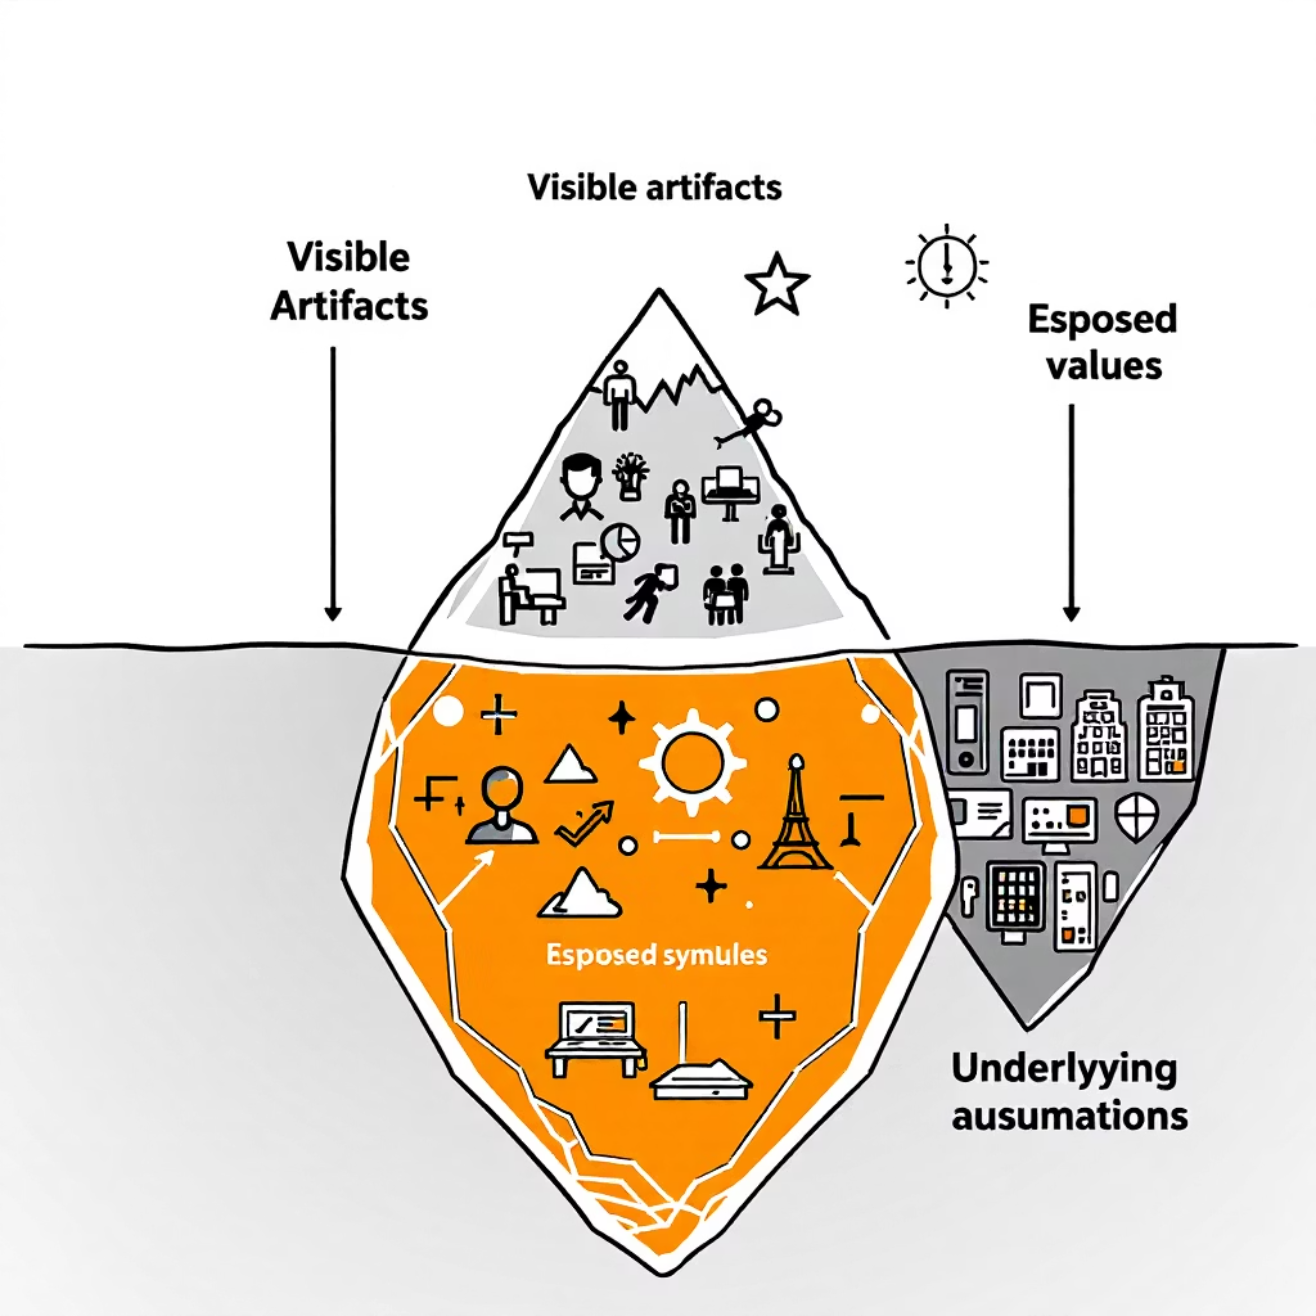 Visible artifacts
Visible
Artifacts
Esposed
values
Esposed symules
Underlyying
ausumations